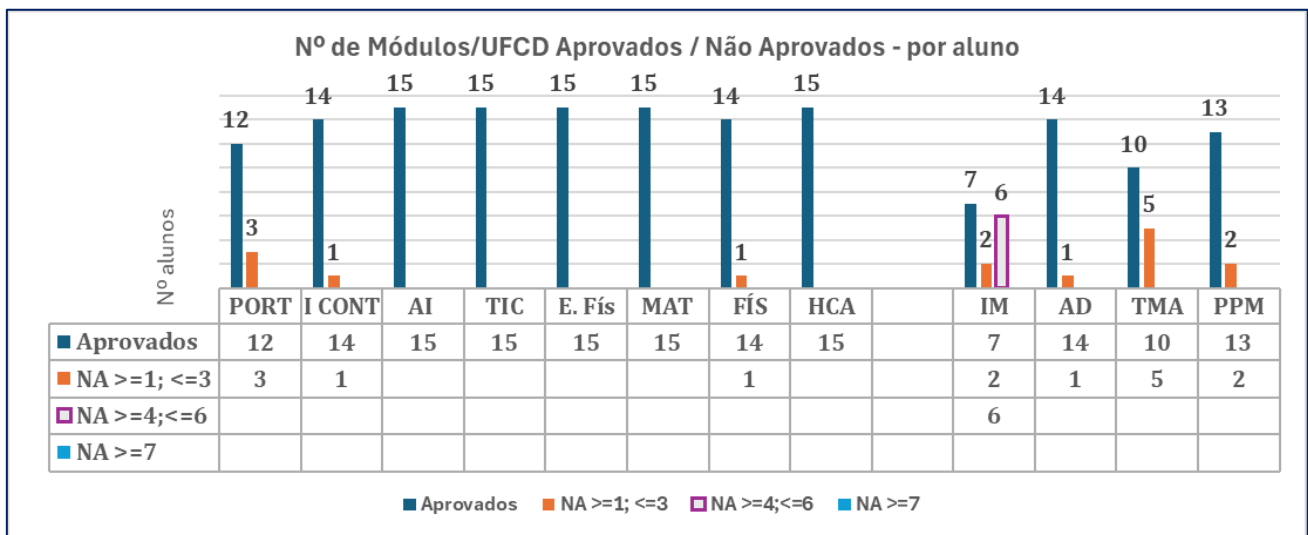 Nº de Módulos/UFCD Aprovados / Não Aprovados - por aluno
12 14 15 15 15 15 14 15 7 14 10 13
3 1 1 2 6 1 5 2
Nº alunos
PORT I CONT AI TIC E. Fís MAT FÍS HCA IM AD TMA PPM
Aprovados 12 14 15 15 15 15 14 15 7 14 10 13
NA >=1; <=3 3 1 1 2 1 5 2
NA >=4;<=6 6
NA >=7
Aprovados NA >=1; <=3 NA >=4;<=6 NA >=7